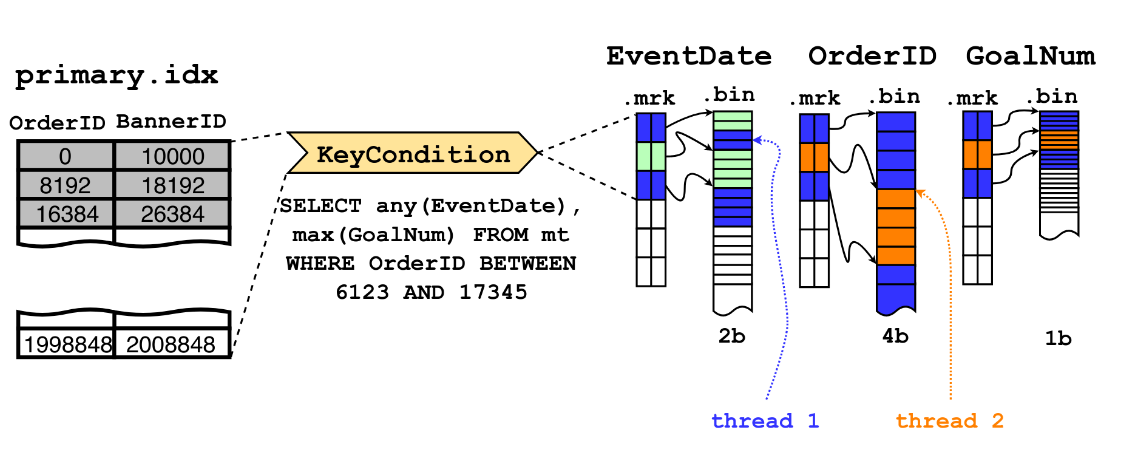 primary.idx
OrderID BannerID
0 10000
8192 18192
16384 26384
1998848 2008848
KeyCondition
SELECT any(EventDate),
max(GoalNum) FROM mt
WHERE OrderID BETWEEN
6123 AND 17345
EventDate OrderID GoalNum
.mrk .bin .mrk .bin .mrk .bin
2b 4b 1b
thread 1 thread 2